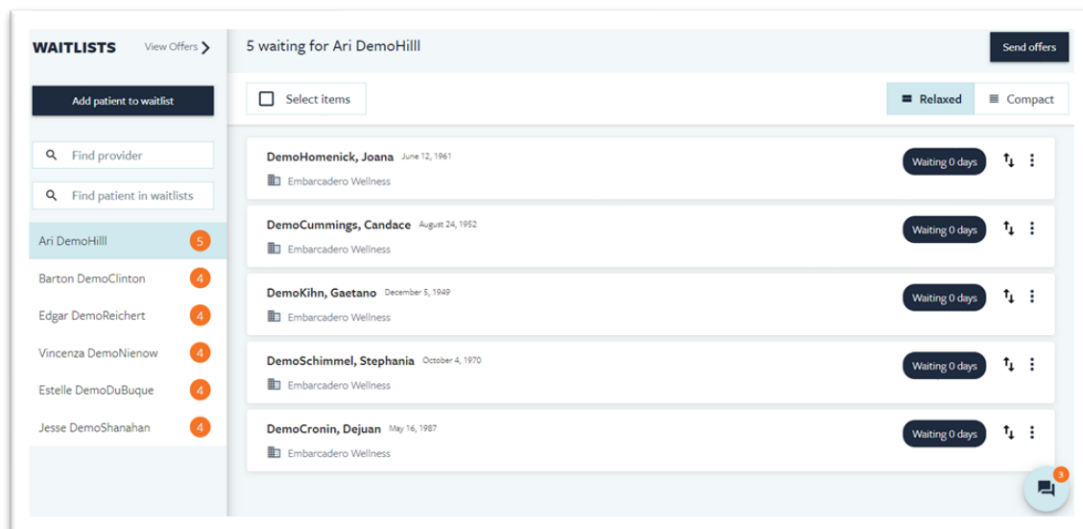 WAITLISTS
View Offers
Add patient to waitlist
Find provider
Find patient in waitlists
Ari DemoHilll 5
Barton DemoClinton 4
Edgar DemoReichert 4
Vincenza DemoNienow 4
Estelle DemoDuBuque 4
Jesse DemoShanahan 4
5 waiting for Ari DemoHilll
Send offers
Select items
Relaxed
Compact
DemoHomenick, Joana June 12, 1961
Waiting 0 days
Embarcadero Wellness
DemoCummings, Candace August 24, 1952
Waiting 0 days
Embarcadero Wellness
DemoKihn, Gaetano December 5, 1949
Waiting 0 days
Embarcadero Wellness
DemoSchimmel, Stephania October 4, 1970
Waiting 0 days
Embarcadero Wellness
DemoCronin, Dejuan May 16, 1987
Waiting 0 days
Embarcadero Wellness
3